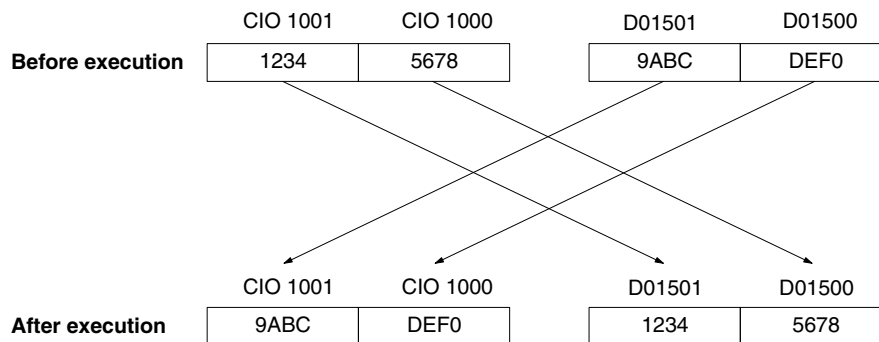 CIO 1001 CIO 1000 D01501 D01500
Before execution 1234 5678 9ABC DEF0
CIO 1001 CIO 1000 D01501 D01500
After execution 9ABC DEF0 1234 5678